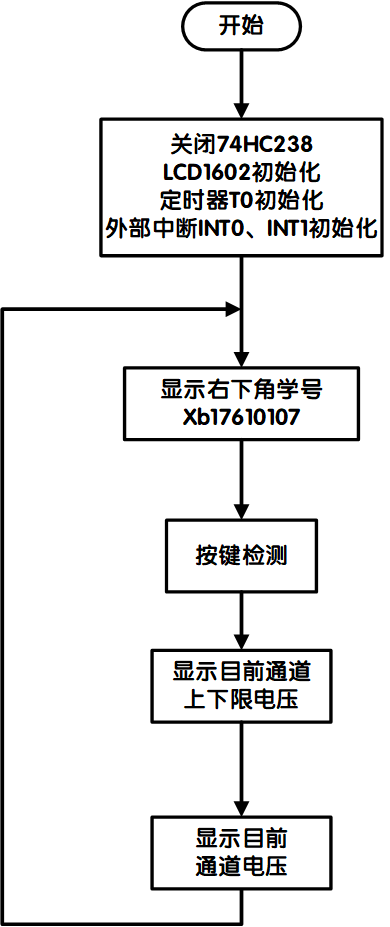 开始
关闭74HC238
LCD1602初始化
定时器T0初始化
外部中断INT0、INT1初始化
显示右下角学号
Xb17610107
按键检测
显示目前通道
上下限电压
显示目前
通道电压